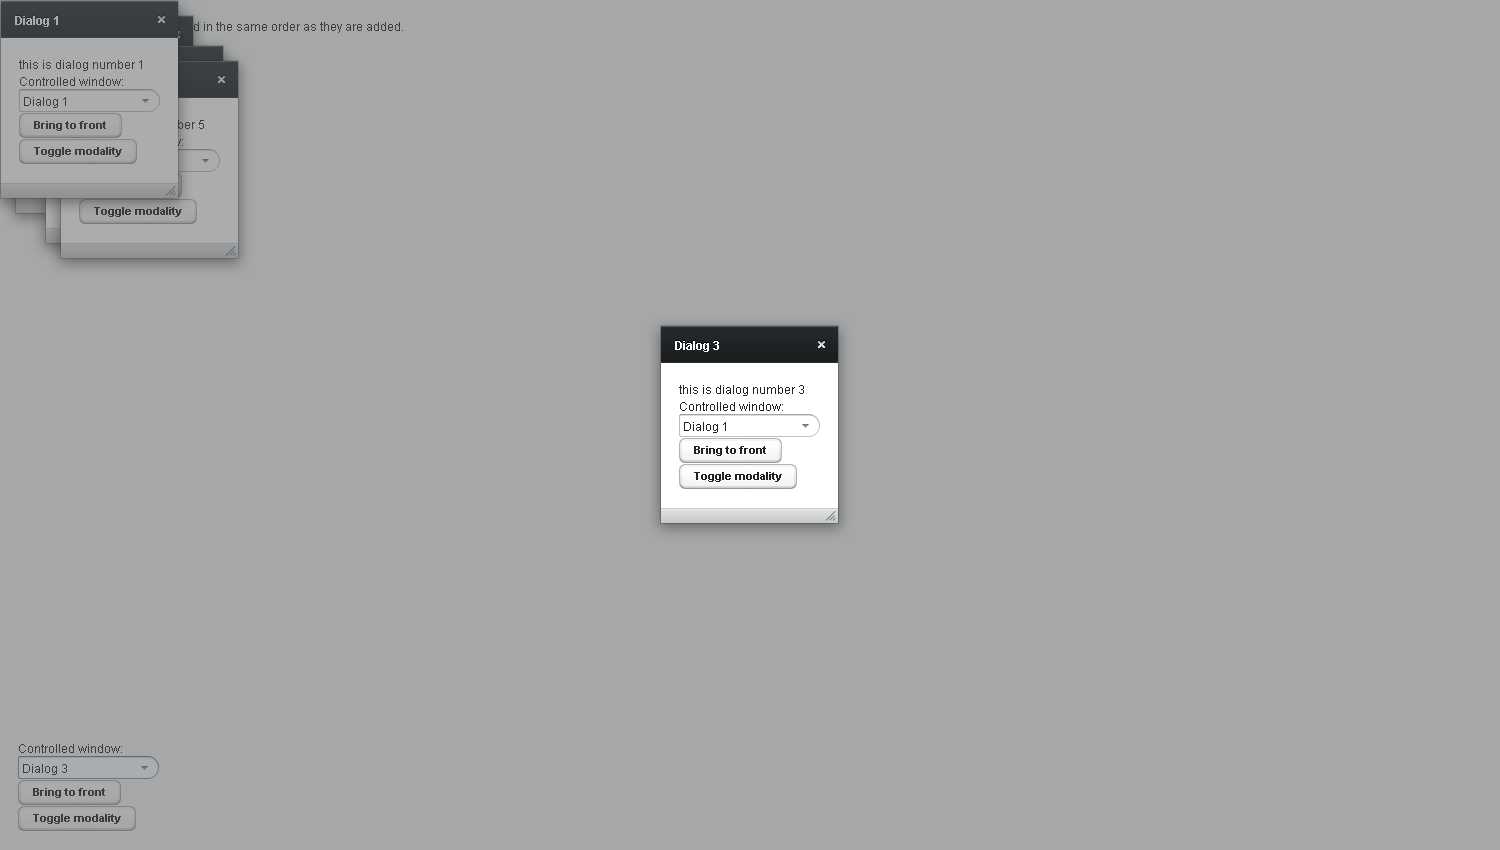 Dialog 1
d in the same order as they are added.
this is dialog number 1
Controlled window:
Dialog 1
Bring to front
Toggle modality
ber 5
Toggle modality
Dialog 3
this is dialog number 3
Controlled window:
Dialog 1
Bring to front
Toggle modality
Controlled window:
Dialog 3
Bring to front
Toggle modality